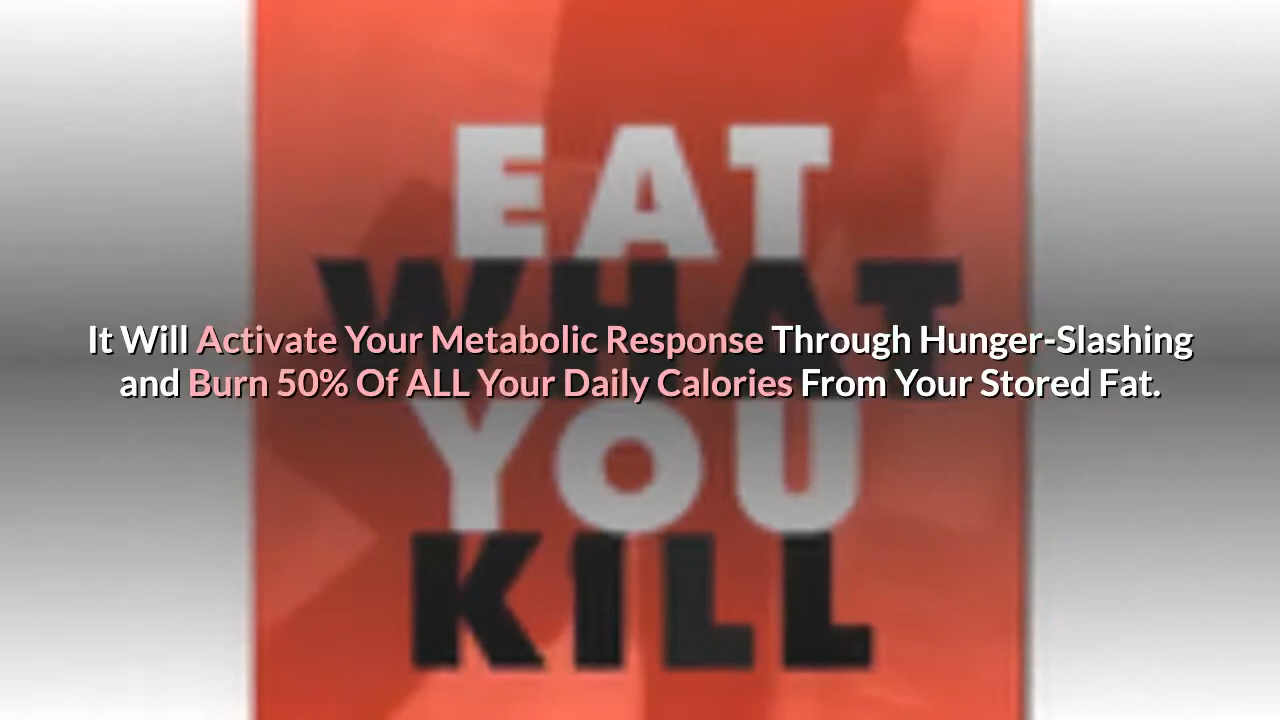 EAT
WHAT
It Will Activate Your Metabolic Response Through Hunger-Slashing
and Burn 50% Of ALL Your Daily Calories From Your Stored Fat.
YOU
KILL